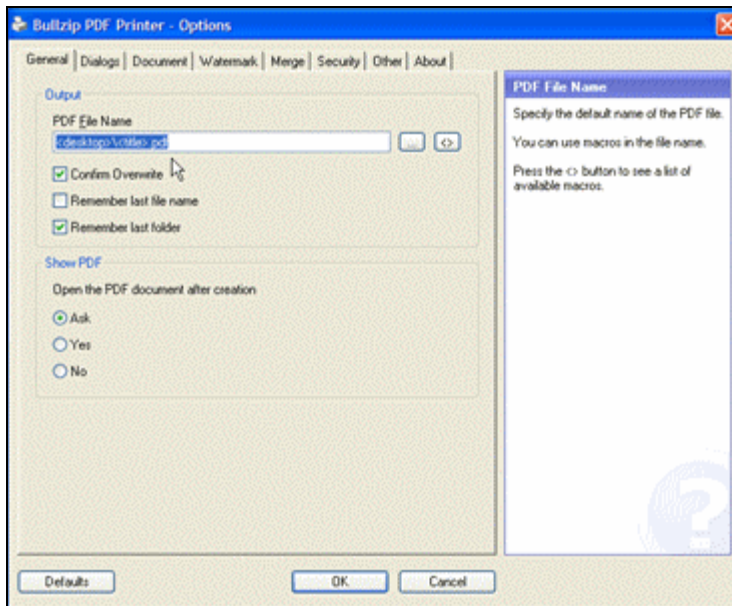 Bullzip PDF Printer - Options
General Dialogs Document Watermark Merge Security Other About
Output
PDF File Name
<desktop>\<title>.pdf
... <>
Confirm Overwrite
Remember last file name
Remember last folder
Show PDF
Open the PDF document after creation
Ask
Yes
No
PDF File Name
Specify the default name of the PDF file.
You can use macros in the file name.
Press the <> button to see a list of
available macros.
Defaults OK Cancel